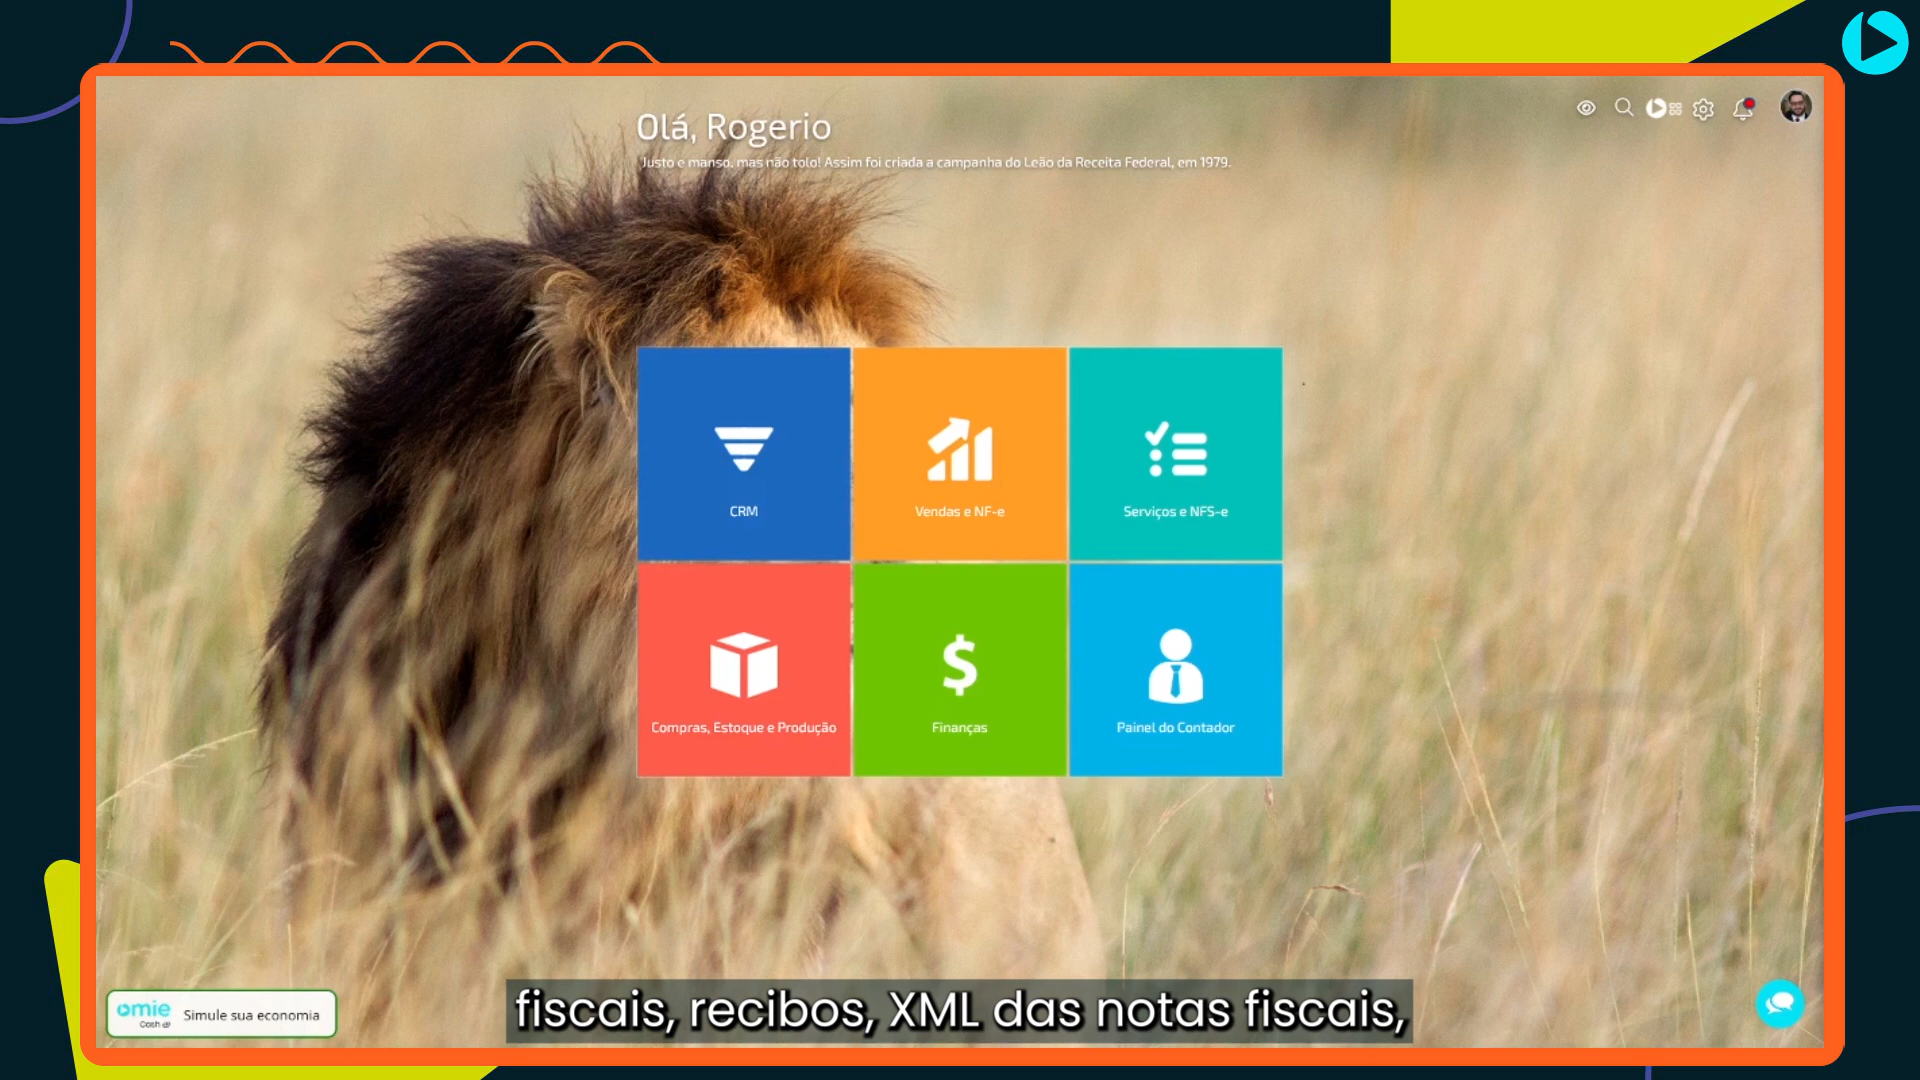 Olá, Rogerio
Justo e manso, mas não tolo! Assim foi criada a campanha do Leão da Receita Federal, em 1979.
CRM
Vendas e NF-e
Serviços e NFS-e
Compras, Estoque e Produção
Finanças
Painel do Contador
omie
Cash
Simule sua economia
fiscais, recibos, XML das notas fiscais,